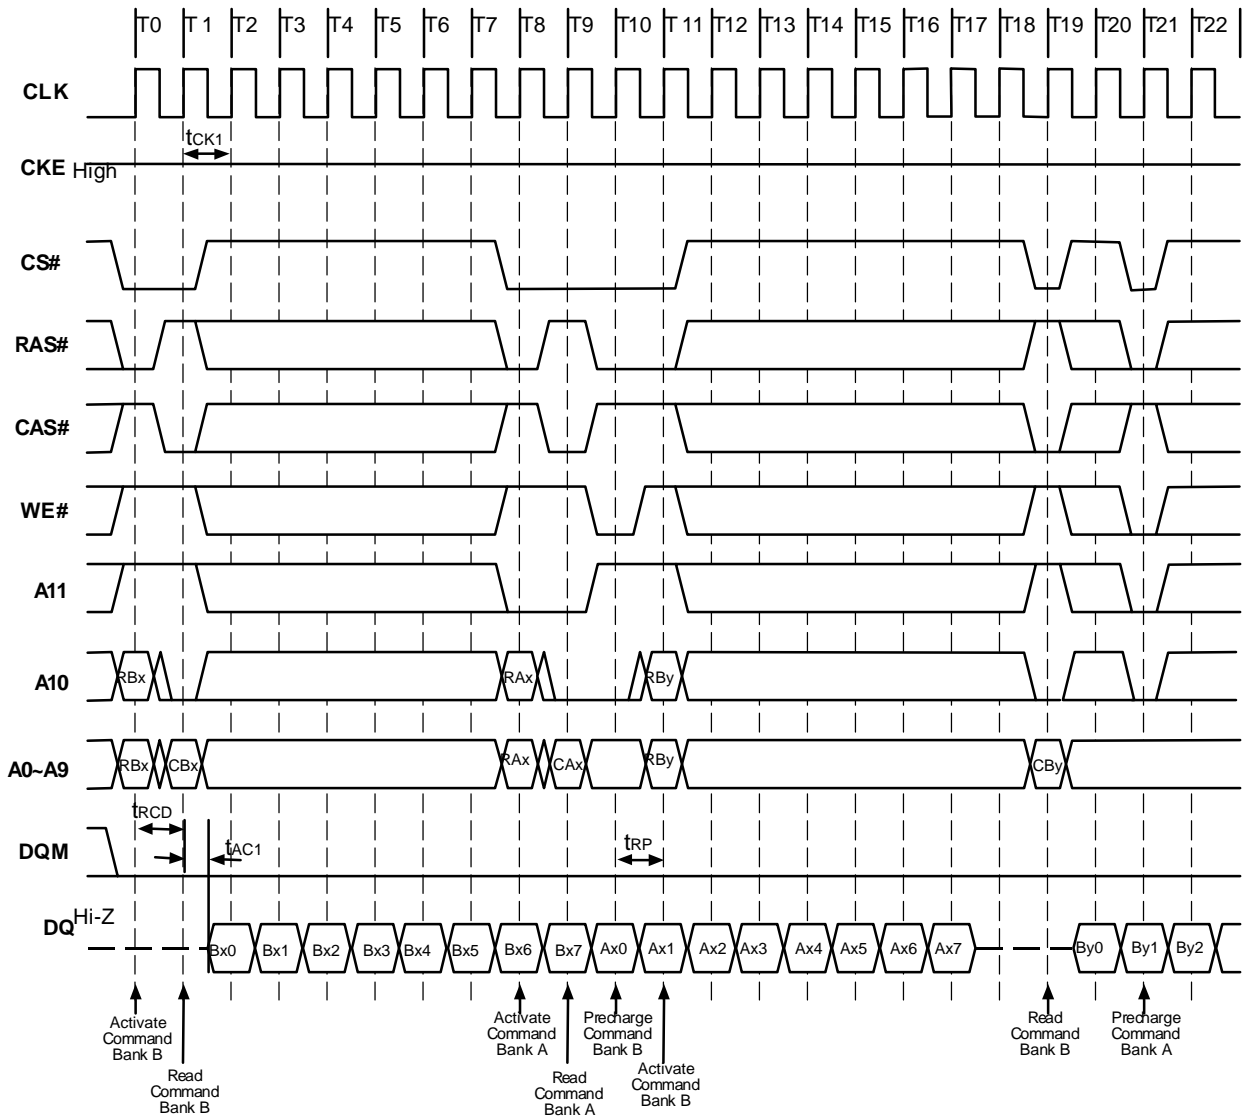 T0 T 1 T2 T3 T4 T5 T6 T7 T8 T9 T10 T 11 T12 T13 T14 T15 T16 T17 T18 T19 T20 T21 T22
CLK
tCK1
CKE High
CS#
RAS#
CAS#
WE#
A11
A10 RBx RAx RBy
A0~A9 RBx CBx RAx CAx RBy CBy
tRCD
DQM tAC1 tRP
DQ Hi-Z
Bx0 Bx1 Bx2 Bx3 Bx4 Bx5 Bx6 Bx7 Ax0 Ax1 Ax2 Ax3 Ax4 Ax5 Ax6 Ax7 By0 By1 By2
Activate
Command
Bank B
Read
Command
Bank B
Activate
Command
Bank A
Read
Command
Bank A
Precharge
Command
Bank B
Activate
Command
Bank B
Read
Command
Bank B
Precharge
Command
Bank A